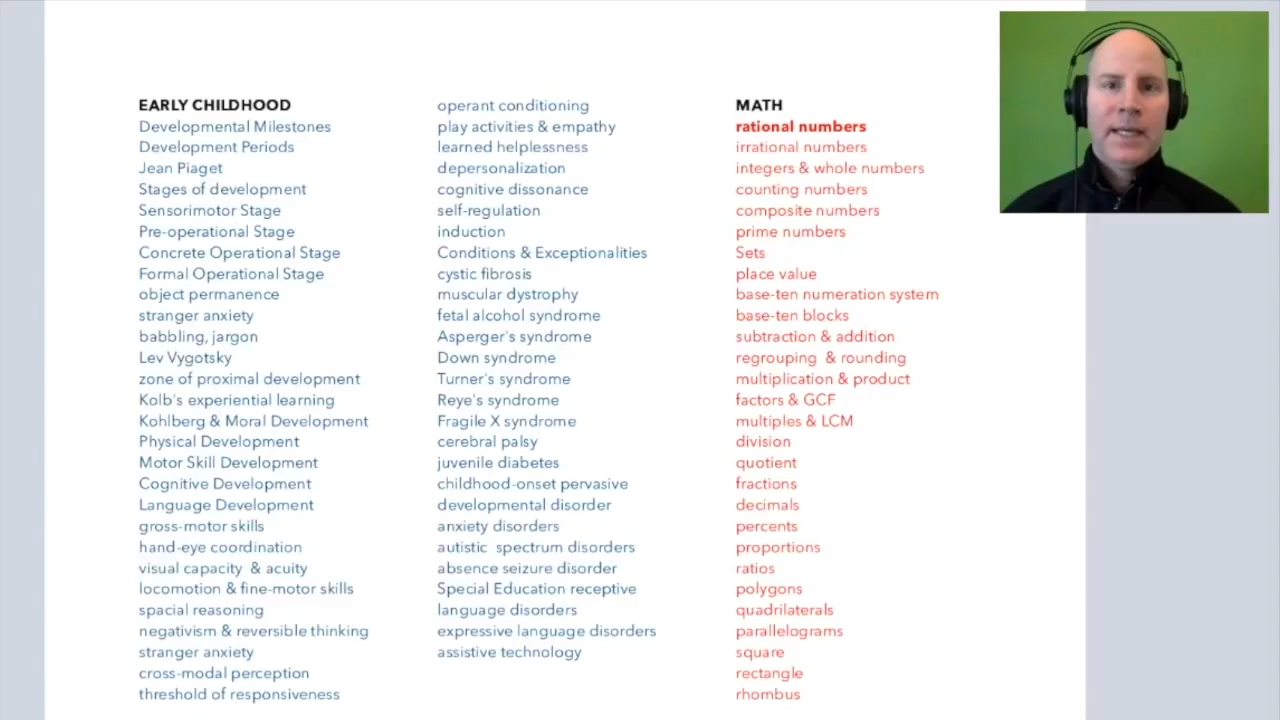 EARLY CHILDHOOD
Developmental Milestones
Development Periods
Jean Piaget
Stages of development
Sensorimotor Stage
Pre-operational Stage
Concrete Operational Stage
Formal Operational Stage
object permanence
stranger anxiety
babbling, jargon
Lev Vygotsky
zone of proximal development
Kolb's experiential learning
Kohlberg & Moral Development
Physical Development
Motor Skill Development
Cognitive Development
Language Development
gross-motor skills
hand-eye coordination
visual capacity & acuity
locomotion & fine-motor skills
spacial reasoning
negativism & reversible thinking
stranger anxiety
cross-modal perception
threshold of responsiveness
operant conditioning
play activities & empathy
learned helplessness
depersonalization
cognitive dissonance
self-regulation
induction
Conditions & Exceptionalities
cystic fibrosis
muscular dystrophy
fetal alcohol syndrome
Asperger's syndrome
Down syndrome
Turner's syndrome
Reye's syndrome
Fragile X syndrome
cerebral palsy
juvenile diabetes
childhood-onset pervasive
developmental disorder
anxiety disorders
autistic spectrum disorders
absence seizure disorder
Special Education receptive
language disorders
expressive language disorders
assistive technology
MATH
rational numbers
irrational numbers
integers & whole numbers
counting numbers
composite numbers
prime numbers
Sets
place value
base-ten numeration system
base-ten blocks
subtraction & addition
regrouping & rounding
multiplication & product
factors & GCF
multiples & LCM
division
quotient
fractions
decimals
percents
proportions
ratios
polygons
quadrilaterals
parallelograms
square
rectangle
rhombus